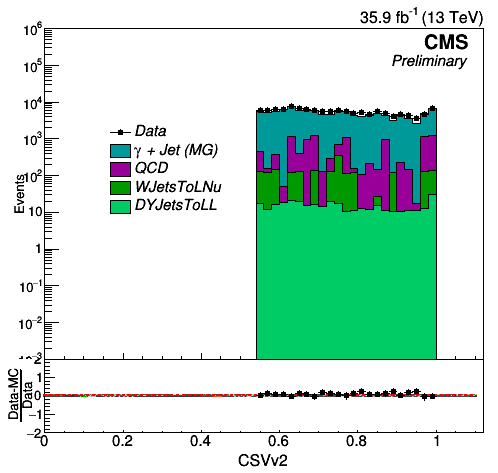 35.9 fb⁻¹ (13 TeV)
CMS
Preliminary
10⁶
10⁵
10⁴
10³
10²
10
1
10⁻¹
10⁻²
Events
Data
γ + Jet (MG)
QCD
WJetsToLNu
DYJetsToLL
Data-MC
Data
2
1
0
−1
−2
0 0.2 0.4 0.6 0.8 1
CSVv2